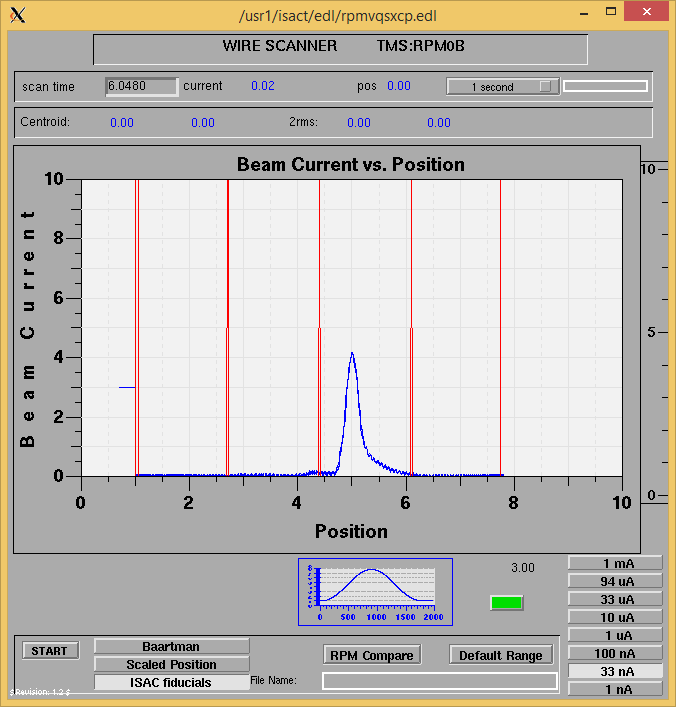 /usr1/isact/edl/rpmvqsxcp.edl
WIRE SCANNER TMS:RPM0B
scan time 6.0480 current 0.02 pos 0.00 1 second
Centroid: 0.00 0.00 2rms: 0.00 0.00
Beam Current vs. Position
10 8 6 4 2 0
Beam Current
0 2 4 6 8 10
Position
10 5 0
8
0 500 1000 1500 2000
3.00
1 mA
94 uA
33 uA
10 uA
1 uA
100 nA
33 nA
1 nA
START
Baartman
Scaled Position
ISAC fiducials
RPM Compare
Default Range
File Name:
$Revision: 1.2 $